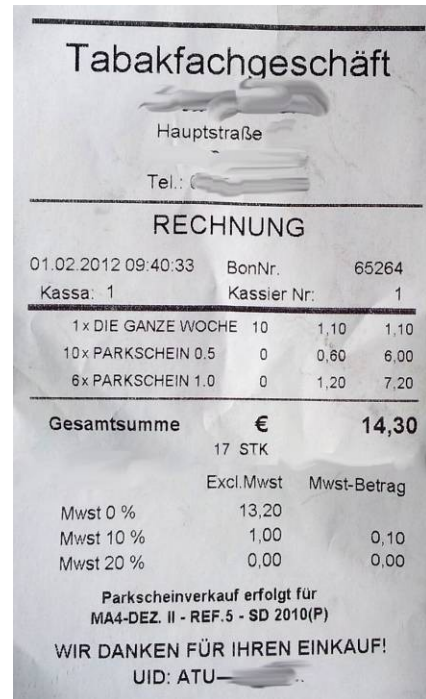 Tabakfachgeschäft
Hauptstraße
Tel.:
RECHNUNG
01.02.2012 09:40:33 BonNr. 65264
Kassa: 1 Kassier Nr: 1
1 x DIE GANZE WOCHE 10 1,10 1,10
10x PARKSCHEIN 0.5 0 0,60 6,00
6x PARKSCHEIN 1.0 0 1,20 7,20
Gesamtsumme € 14,30
17 STK
Excl.Mwst Mwst-Betrag
Mwst 0 % 13,20
Mwst 10 % 1,00 0,10
Mwst 20 % 0,00 0,00
Parkscheinverkauf erfolgt für
MA4-DEZ. II - REF.5 - SD 2010(P)
WIR DANKEN FÜR IHREN EINKAUF!
UID: ATU